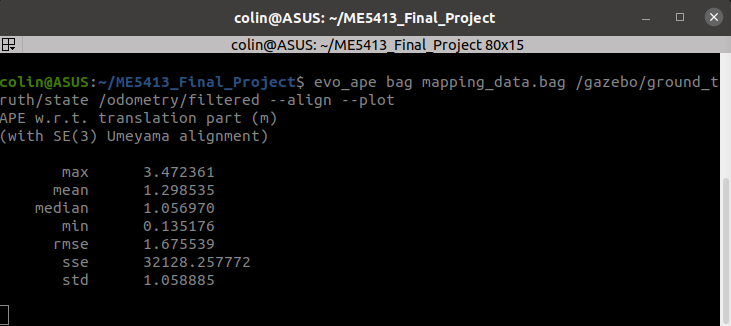 colin@ASUS: ~/ME5413_Final_Project
colin@ASUS: ~/ME5413_Final_Project 80x15
colin@ASUS:~/ME5413_Final_Project$ evo_ape bag mapping_data.bag /gazebo/ground_t
ruth/state /odometry/filtered --align --plot
APE w.r.t. translation part (m)
(with SE(3) Umeyama alignment)
max 3.472361
mean 1.298535
median 1.056970
min 0.135176
rmse 1.675539
sse 32128.257772
std 1.058885